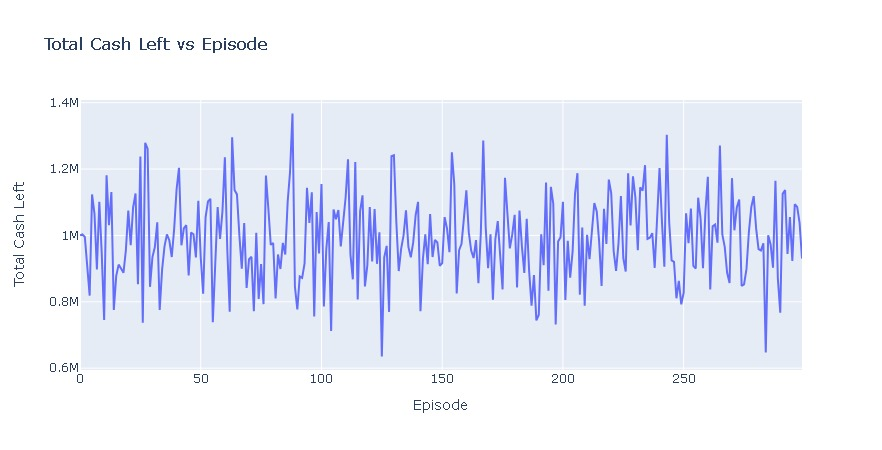 Total Cash Left vs Episode
Total Cash Left
1.4M
1.2M
1M
0.8M
0.6M
0
50
100
150
200
250
Episode